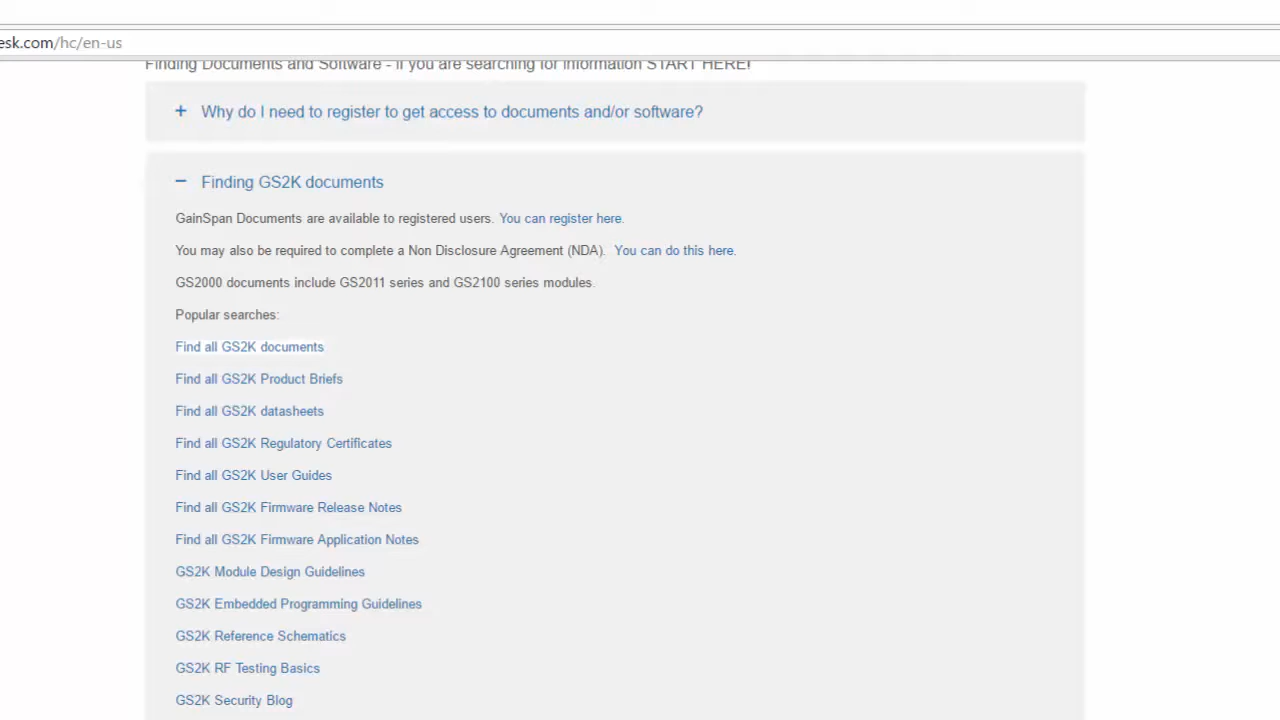 esk.com/hc/en-us
Finding Documents and Software - if you are searching for information START HERE!
+ Why do I need to register to get access to documents and/or software?
− Finding GS2K documents
GainSpan Documents are available to registered users. You can register here.
You may also be required to complete a Non Disclosure Agreement (NDA). You can do this here.
GS2000 documents include GS2011 series and GS2100 series modules.
Popular searches:
Find all GS2K documents
Find all GS2K Product Briefs
Find all GS2K datasheets
Find all GS2K Regulatory Certificates
Find all GS2K User Guides
Find all GS2K Firmware Release Notes
Find all GS2K Firmware Application Notes
GS2K Module Design Guidelines
GS2K Embedded Programming Guidelines
GS2K Reference Schematics
GS2K RF Testing Basics
GS2K Security Blog